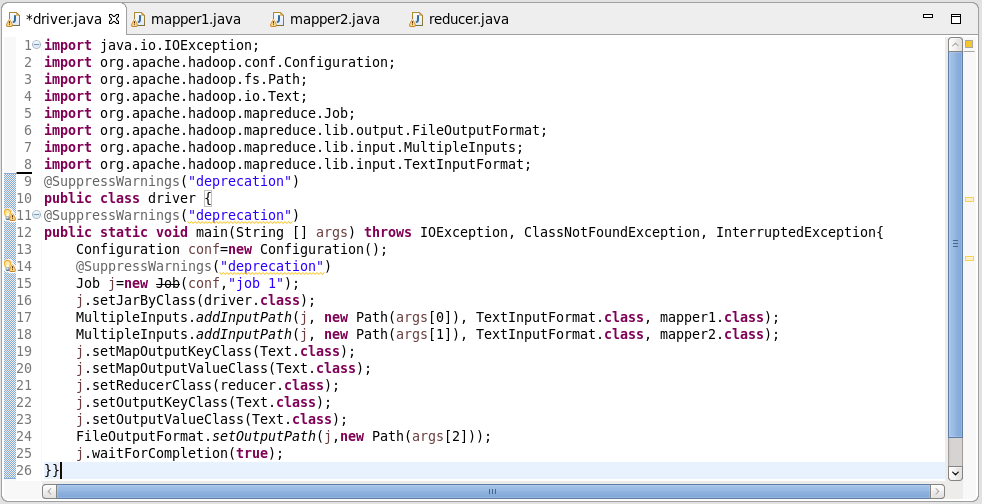 *driver.java mapper1.java mapper2.java reducer.java
1 import java.io.IOException;
2 import org.apache.hadoop.conf.Configuration;
3 import org.apache.hadoop.fs.Path;
4 import org.apache.hadoop.io.Text;
5 import org.apache.hadoop.mapreduce.Job;
6 import org.apache.hadoop.mapreduce.lib.output.FileOutputFormat;
7 import org.apache.hadoop.mapreduce.lib.input.MultipleInputs;
8 import org.apache.hadoop.mapreduce.lib.input.TextInputFormat;
9 @SuppressWarnings("deprecation")
10 public class driver {
11 @SuppressWarnings("deprecation")
12 public static void main(String [] args) throws IOException, ClassNotFoundException, InterruptedException{
13     Configuration conf=new Configuration();
14     @SuppressWarnings("deprecation")
15     Job j=new Job(conf,"job 1");
16     j.setJarByClass(driver.class);
17     MultipleInputs.addInputPath(j, new Path(args[0]), TextInputFormat.class, mapper1.class);
18     MultipleInputs.addInputPath(j, new Path(args[1]), TextInputFormat.class, mapper2.class);
19     j.setMapOutputKeyClass(Text.class);
20     j.setMapOutputValueClass(Text.class);
21     j.setReducerClass(reducer.class);
22     j.setOutputKeyClass(Text.class);
23     j.setOutputValueClass(Text.class);
24     FileOutputFormat.setOutputPath(j,new Path(args[2]));
25     j.waitForCompletion(true);
26 }}